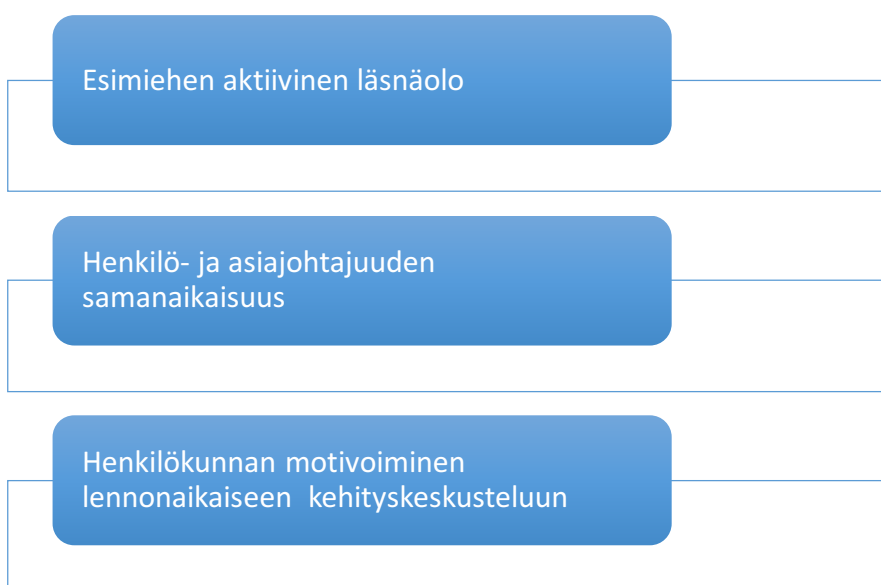 Esimiehen aktiivinen läsnäolo
Henkilö- ja asiajohtajuuden
samanaikaisuus
Henkilökunnan motivoiminen
lennonaikaiseen kehityskeskusteluun